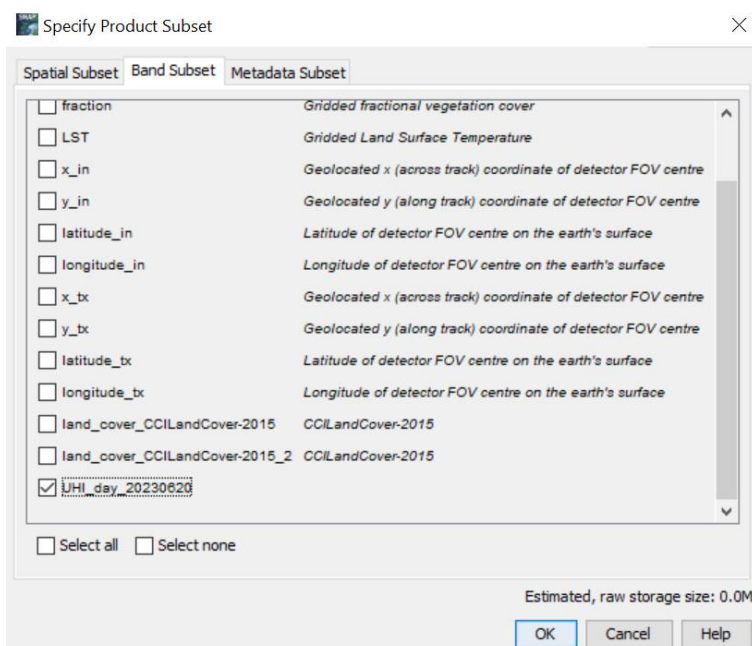 SNAP Specify Product Subset
Spatial Subset Band Subset Metadata Subset
fraction Gridded fractional vegetation cover
LST Gridded Land Surface Temperature
x_in Geolocated x (across track) coordinate of detector FOV centre
y_in Geolocated y (along track) coordinate of detector FOV centre
latitude_in Latitude of detector FOV centre on the earth's surface
longitude_in Longitude of detector FOV centre on the earth's surface
x_tx Geolocated x (across track) coordinate of detector FOV centre
y_tx Geolocated y (along track) coordinate of detector FOV centre
latitude_tx Latitude of detector FOV centre on the earth's surface
longitude_tx Longitude of detector FOV centre on the earth's surface
land_cover_CCILandCover-2015 CCILandCover-2015
land_cover_CCILandCover-2015_2 CCILandCover-2015
UHI_day_20230620
Select all Select none
Estimated, raw storage size: 0.0M
OK Cancel Help